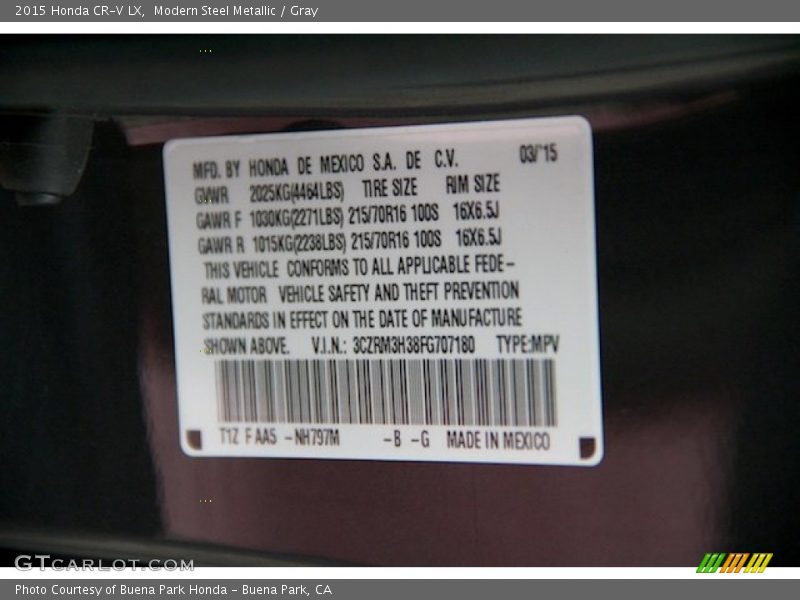 2015 Honda CR-V LX, Modern Steel Metallic / Gray
MFD. BY HONDA DE MEXICO S.A. DE C.V. 03/'15
GVWR 2025KG(4464LBS) TIRE SIZE RIM SIZE
GAWR F 1030KG(2271LBS) 215/70R16 100S 16X6.5J
GAWR R 1015KG(2238LBS) 215/70R16 100S 16X6.5J
THIS VEHICLE CONFORMS TO ALL APPLICABLE FEDE-
RAL MOTOR VEHICLE SAFETY AND THEFT PREVENTION
STANDARDS IN EFFECT ON THE DATE OF MANUFACTURE
SHOWN ABOVE. V.I.N.: 3CZRM3H38FG707180 TYPE:MPV
T1Z F AA5 -NH797M -B -G MADE IN MEXICO
GTCARLOT.COM
Photo Courtesy of Buena Park Honda - Buena Park, CA